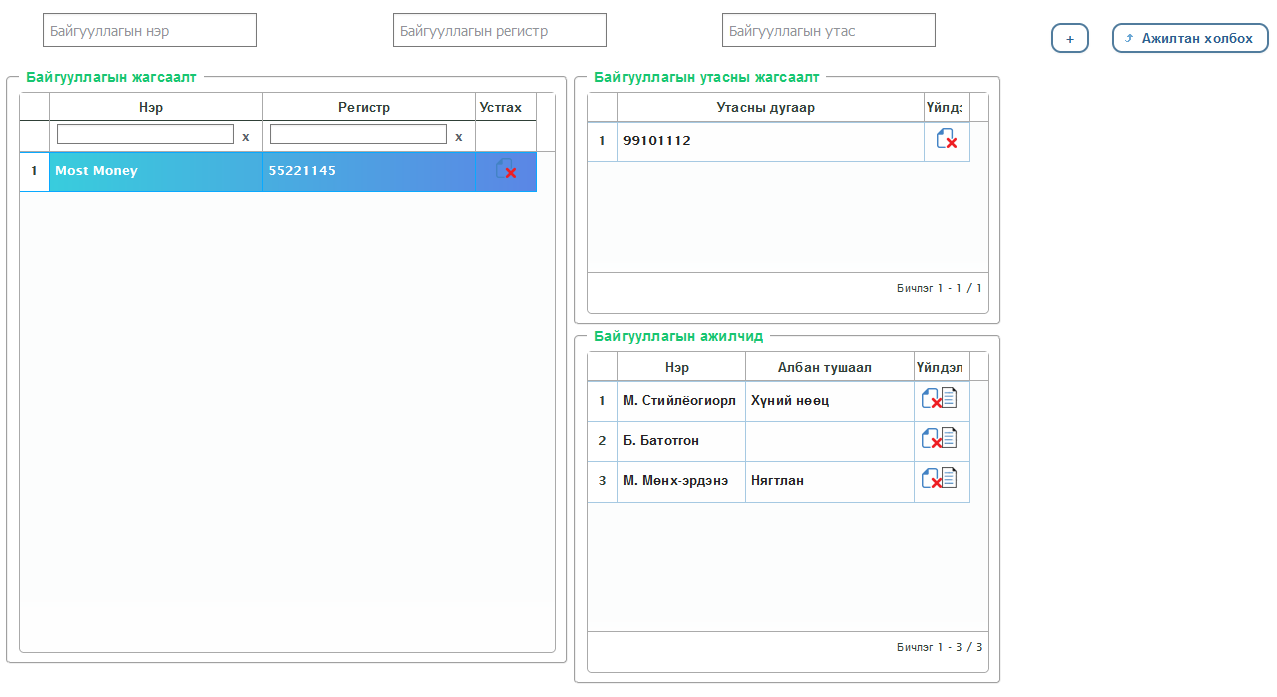 Байгууллагын нэр
Байгууллагын регистр
Байгууллагын утас
+
Ажилтан холбох
Байгууллагын жагсаалт
Нэр Регистр Устгах
x x
1 Most Money 55221145
Байгууллагын утасны жагсаалт
Утасны дугаар Үйлдэ
1 99101112
Бичлэг 1 - 1 / 1
Байгууллагын ажилчид
Нэр Албан тушаал Үйлдэл
1 М. Стийлёогиорл Хүний нөөц
2 Б. Батотгон
3 М. Мөнх-эрдэнэ Нягтлан
Бичлэг 1 - 3 / 3